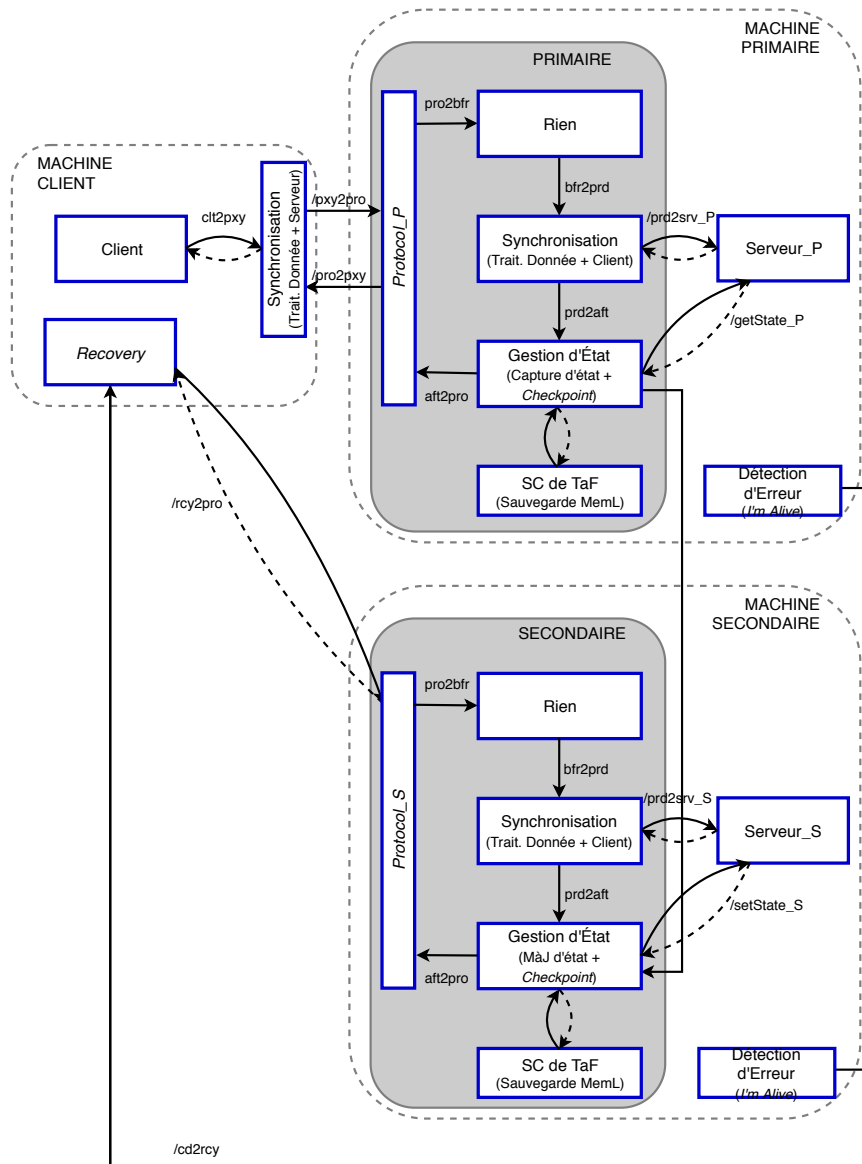 MACHINE
PRIMAIRE
PRIMAIRE
pro2bfr
Rien
bfr2prd
Protocol_P
Synchronisation
(Trait. Donnée + Client)
/prd2srv_P
Serveur_P
prd2aft
/getState_P
Gestion d'État
(Capture d'état +
Checkpoint)
aft2pro
SC de TaF
(Sauvegarde MemL)
Détection
d'Erreur
(I'm Alive)
MACHINE
CLIENT
Client
clt2pxy
Synchronisation
(Trait. Donnée + Serveur)
/pxy2pro
/pro2pxy
Recovery
/rcy2pro
MACHINE
SECONDAIRE
SECONDAIRE
pro2bfr
Rien
bfr2prd
Protocol_S
Synchronisation
(Trait. Donnée + Client)
/prd2srv_S
Serveur_S
prd2aft
/setState_S
Gestion d'État
(MàJ d'état +
Checkpoint)
aft2pro
SC de TaF
(Sauvegarde MemL)
Détection
d'Erreur
(I'm Alive)
/cd2rcy